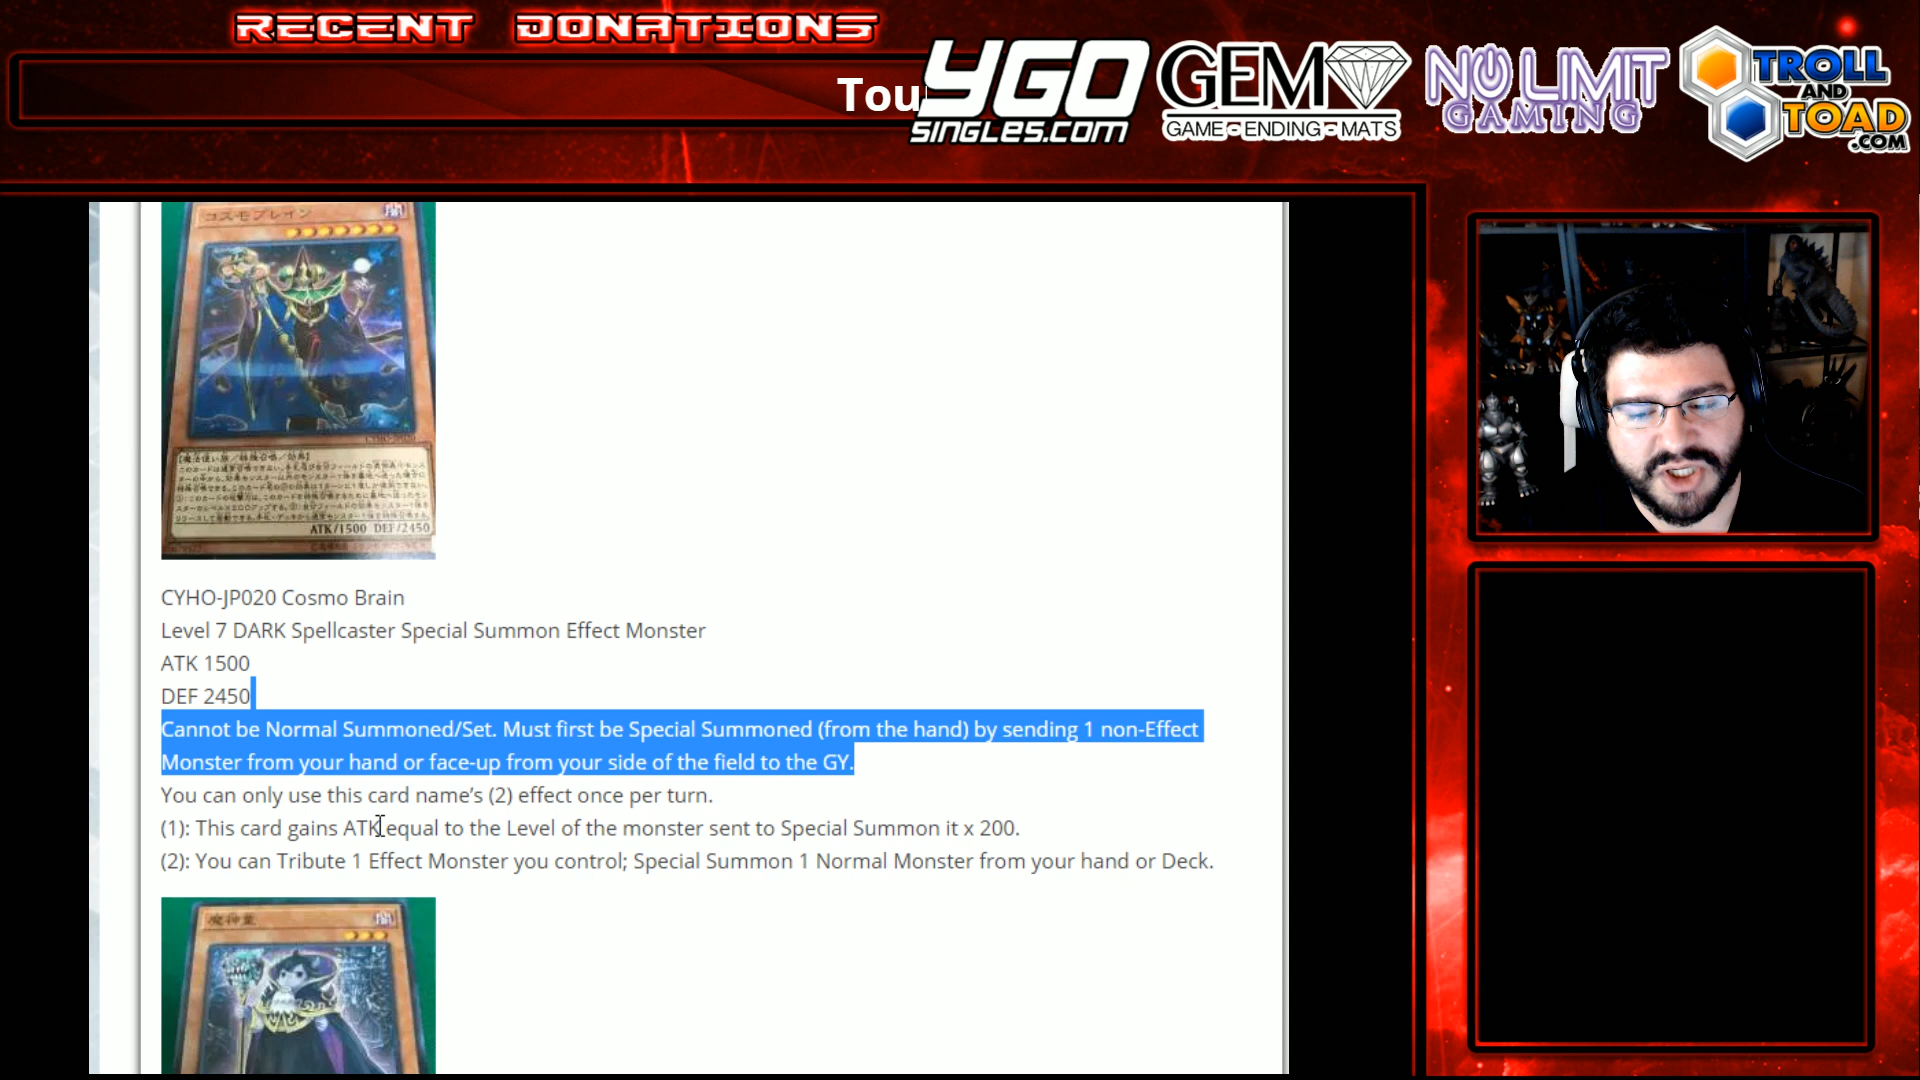 RECENT DONATIONS
Tou
YGO
SINGLES.COM
GEM
GAME-ENDING-MATS
NO LIMIT
GAMING
TROLL
AND
TOAD
.COM
コスモブレイン
CYHO-JP020
ATK/1500 DEF/2450
CYHO-JP020 Cosmo Brain
Level 7 DARK Spellcaster Special Summon Effect Monster
ATK 1500
DEF 2450
Cannot be Normal Summoned/Set. Must first be Special Summoned (from the hand) by sending 1 non-Effect
Monster from your hand or face-up from your side of the field to the GY.
You can only use this card name’s (2) effect once per turn.
(1): This card gains ATK equal to the Level of the monster sent to Special Summon it x 200.
(2): You can Tribute 1 Effect Monster you control; Special Summon 1 Normal Monster from your hand or Deck.
魔神童